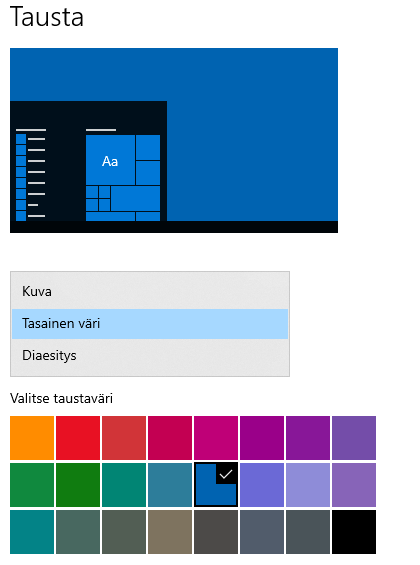 Tausta
Aa
Kuva
Tasainen väri
Diaesitys
Valitse taustaväri